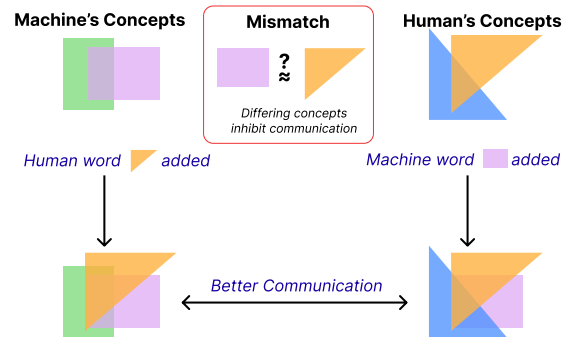 Machine's Concepts
Mismatch
Human's Concepts
?
≈
Differing concepts
inhibit communication
Human word added
Machine word added
Better Communication